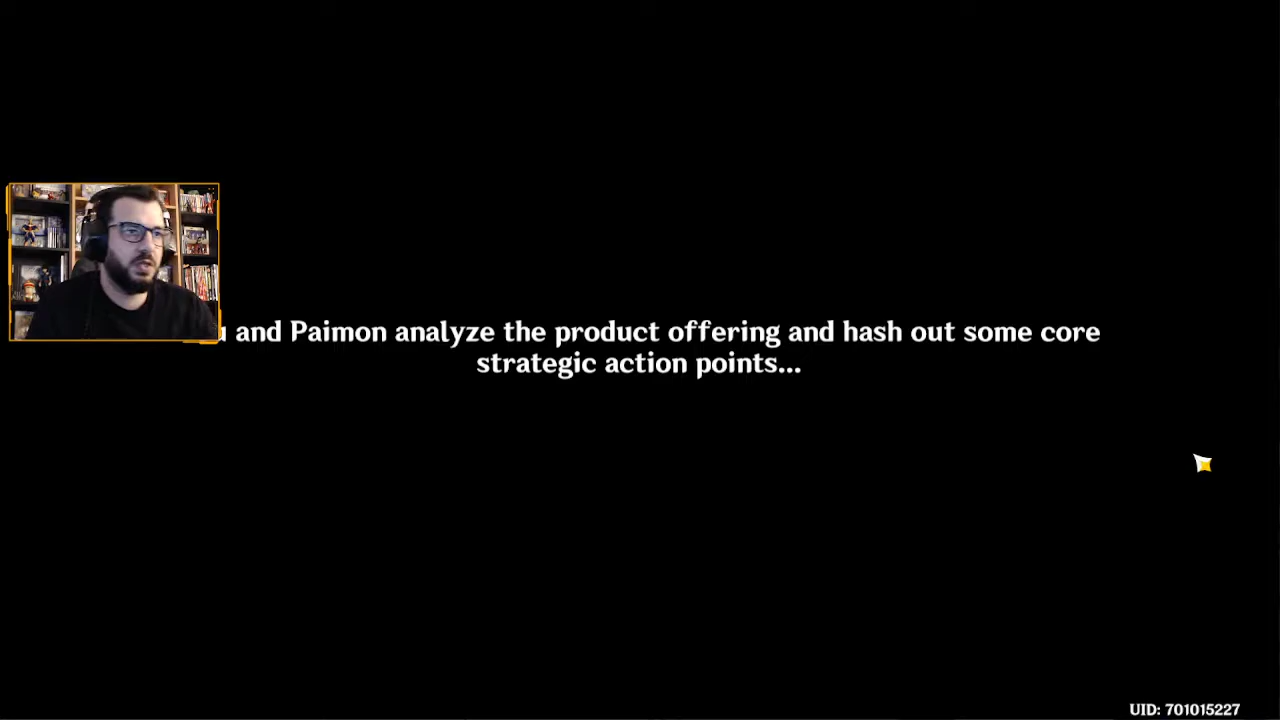 and Paimon analyze the product offering and hash out some core
strategic action points...
UID: 701015227